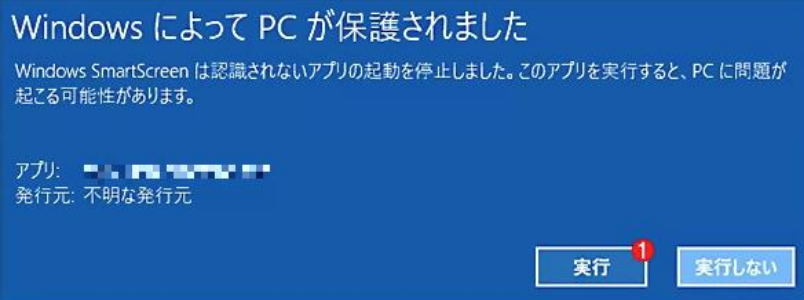 Windows によって PC が保護されました
Windows SmartScreen は認識されないアプリの起動を停止しました。このアプリを実行すると、PC に問題が
起こる可能性があります。
アプリ:
発行元: 不明な発行元
1
実行 実行しない